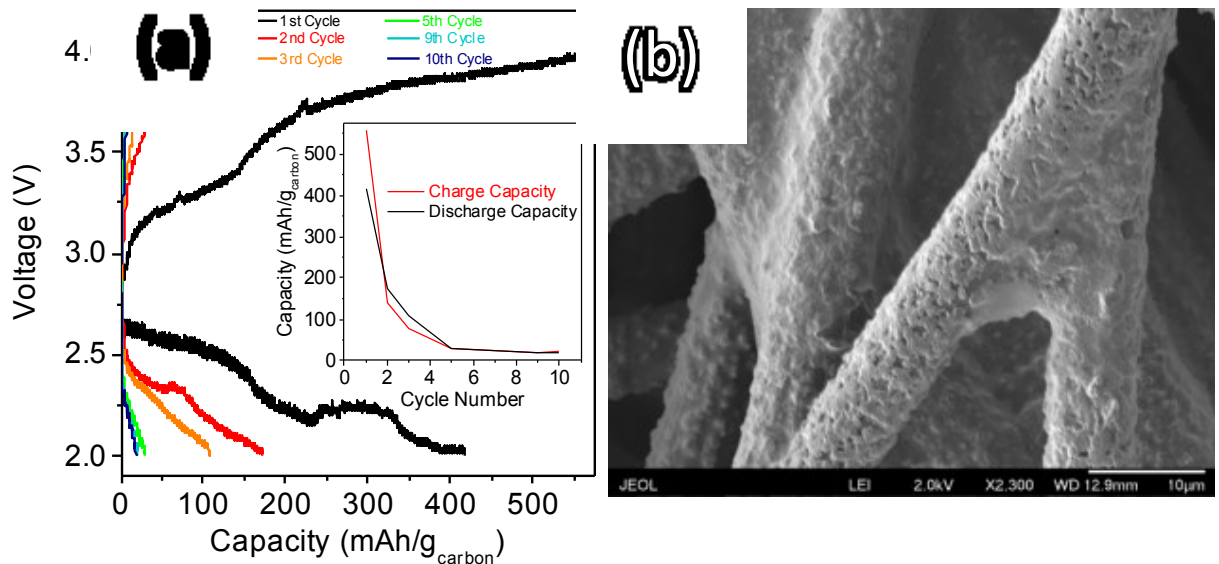 (a)
1st Cycle
2nd Cycle
3rd Cycle
5th Cycle
9th Cycle
10th Cycle
4.
3.5
3.0
2.5
2.0
Voltage (V)
0 100 200 300 400 500
Capacity (mAh/g_carbon)
500
400
300
200
100
0
Capacity (mAh/g_carbon)
Charge Capacity
Discharge Capacity
0 2 4 6 8 10
Cycle Number
(b)
JEOL LEI 2.0kV X2,300 WD 12.9mm 10μm